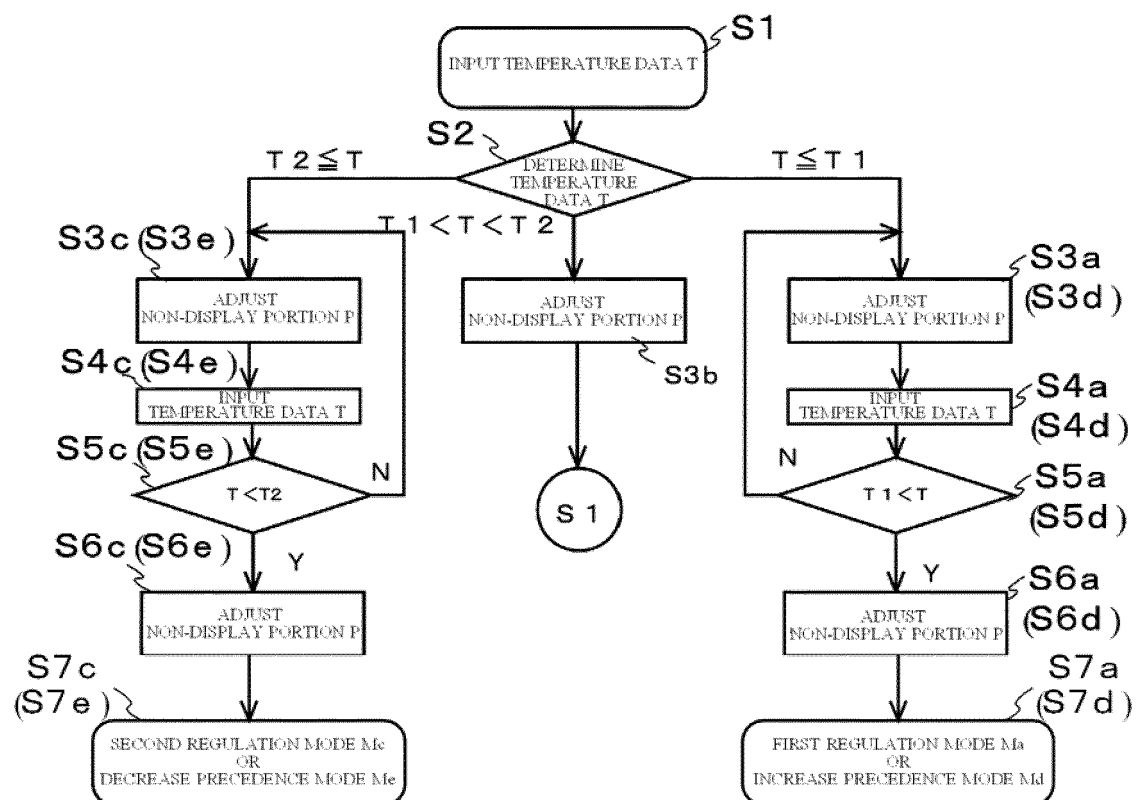 S1
INPUT TEMPERATURE DATA T
S2
T2≦T
DETERMINE
TEMPERATURE
DATA T
T≦T1
T1<T<T2
S3c(S3e)
ADJUST
NON-DISPLAY PORTION P
ADJUST
NON-DISPLAY PORTION P
S3b
ADJUST
NON-DISPLAY PORTION P
S3a
(S3d)
S4c(S4e)
INPUT
TEMPERATURE DATA T
INPUT
TEMPERATURE DATA T
S4a
(S4d)
S5c(S5e)
T<T2
N
S1
N
T1<T
S5a
(S5d)
S6c(S6e)
Y
ADJUST
NON-DISPLAY PORTION P
Y
ADJUST
NON-DISPLAY PORTION P
S6a
(S6d)
S7c
(S7e)
SECOND REGULATION MODE Mc
OR
DECREASE PRECEDENCE MODE Me
S7a
(S7d)
FIRST REGULATION MODE Ma
OR
INCREASE PRECEDENCE MODE Md